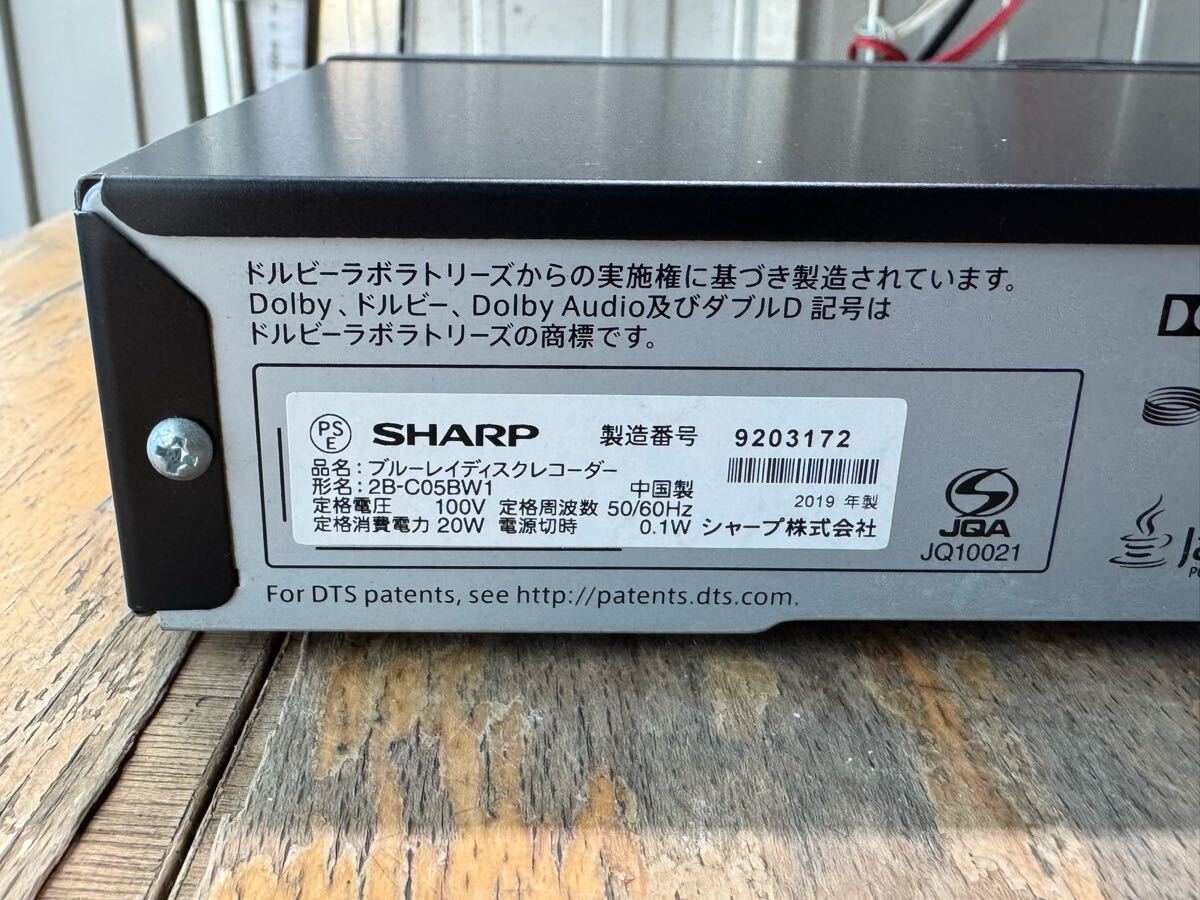 ドルビーラボラトリーズからの実施権に基づき製造されています。
Dolby、ドルビー、Dolby Audio及びダブルD 記号は
ドルビーラボラトリーズの商標です。
PSE SHARP 製造番号 9203172
品名：ブルーレイディスクレコーダー
形名：2B-C05BW1 中国製 2019 年製
定格電圧 100V 定格周波数 50/60Hz
定格消費電力 20W 電源切時 0.1W シャープ株式会社
JQA
JQ10021
For DTS patents, see http://patents.dts.com.